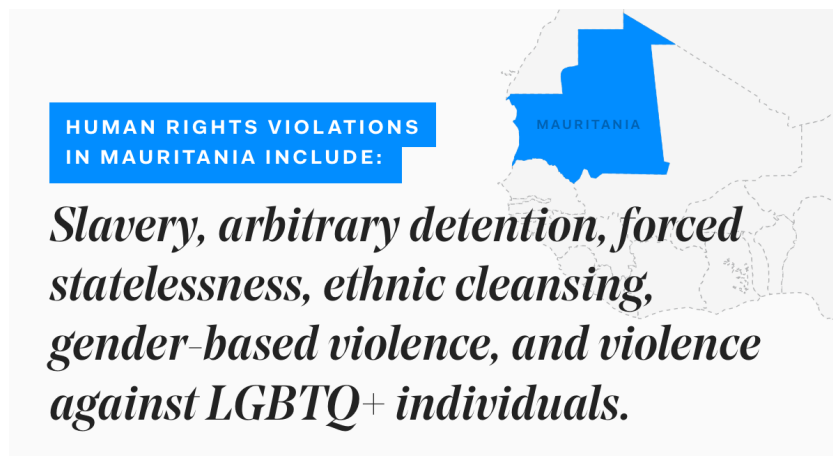 HUMAN RIGHTS VIOLATIONS
IN MAURITANIA INCLUDE:
MAURITANIA
Slavery, arbitrary detention, forced
statelessness, ethnic cleansing,
gender-based violence, and violence
against LGBTQ+ individuals.